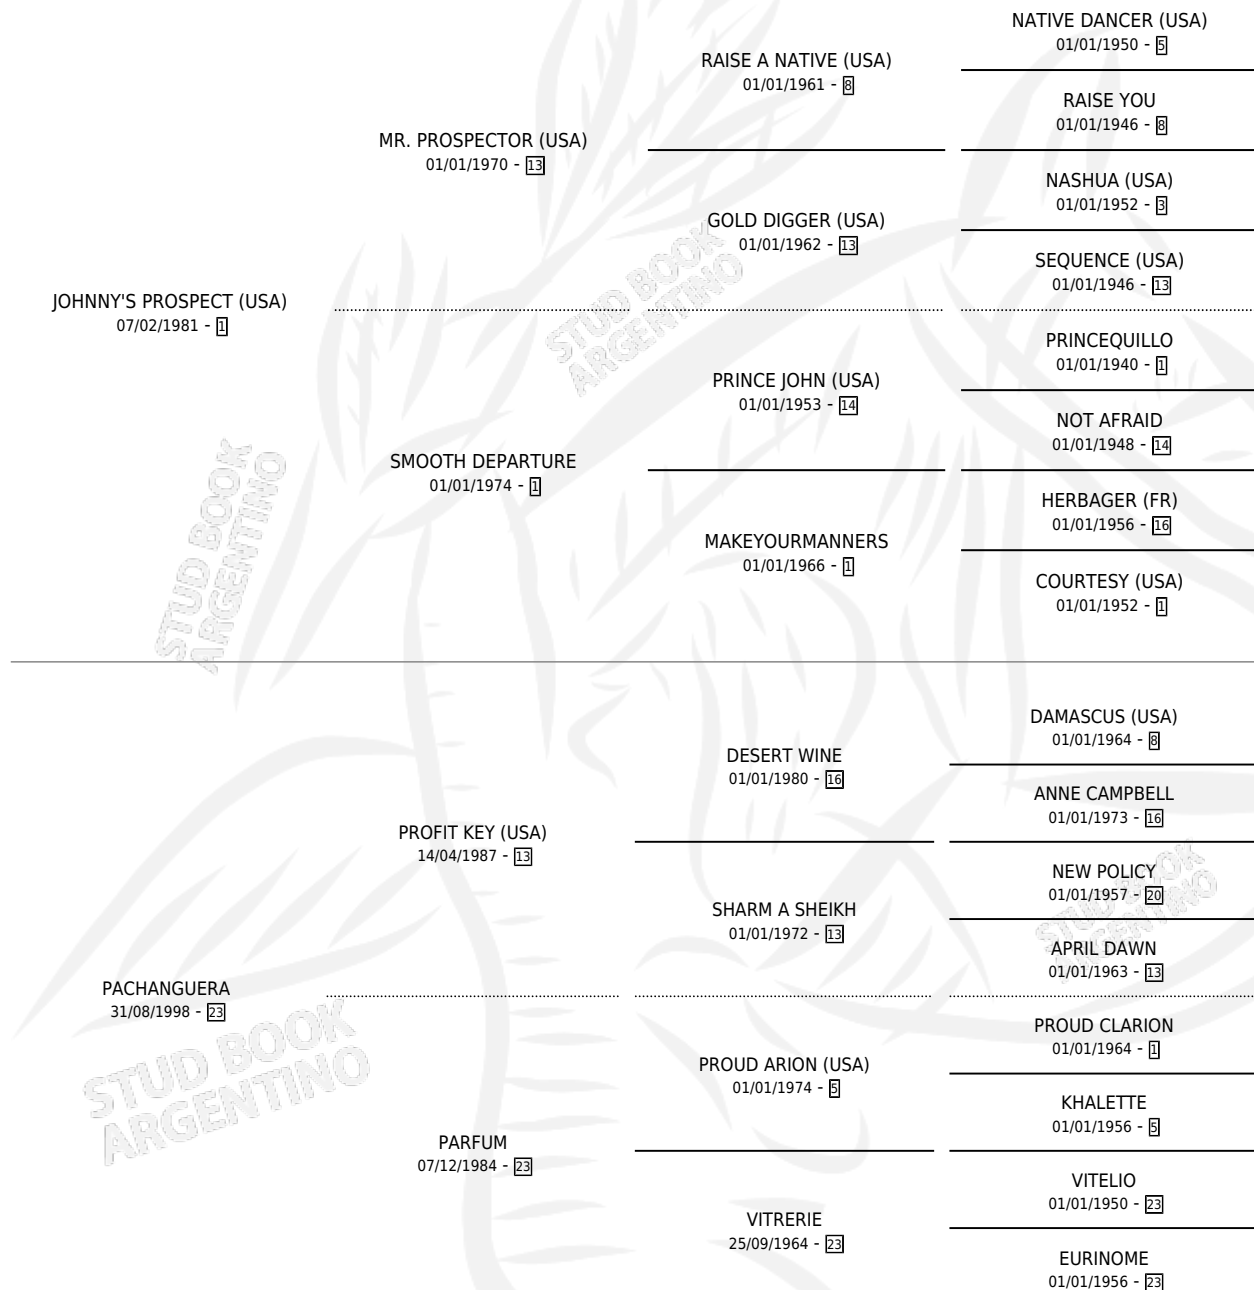 NATIVE DANCER (USA)
01/01/1950 - 5
RAISE A NATIVE (USA)
01/01/1961 - 8
RAISE YOU
01/01/1946 - 8
MR. PROSPECTOR (USA)
01/01/1970 - 13
NASHUA (USA)
01/01/1952 - 3
GOLD DIGGER (USA)
01/01/1962 - 13
SEQUENCE (USA)
01/01/1946 - 13
JOHNNY'S PROSPECT (USA)
07/02/1981 - 1
STUD BOOK
ARGENTINO
PRINCEQUILLO
01/01/1940 - 1
PRINCE JOHN (USA)
01/01/1953 - 14
NOT AFRAID
01/01/1948 - 14
SMOOTH DEPARTURE
01/01/1974 - 1
HERBAGER (FR)
01/01/1956 - 16
MAKEYOURMANNERS
01/01/1966 - 1
COURTESY (USA)
01/01/1952 - 1
STUD BOOK
ARGENTINO
DAMASCUS (USA)
01/01/1964 - 8
DESERT WINE
01/01/1980 - 16
ANNE CAMPBELL
01/01/1973 - 16
PROFIT KEY (USA)
14/04/1987 - 13
NEW POLICY
01/01/1957 - 20
SHARM A SHEIKH
01/01/1972 - 13
APRIL DAWN
01/01/1963 - 13
STUD BOOK
ARGENTINO
PACHANGUERA
31/08/1998 - 23
STUD BOOK
ARGENTINO
PROUD CLARION
01/01/1964 - 1
PROUD ARION (USA)
01/01/1974 - 5
KHALETTE
01/01/1956 - 5
PARFUM
07/12/1984 - 23
VITELIO
01/01/1950 - 23
VITRERIE
25/09/1964 - 23
EURINOME
01/01/1956 - 23